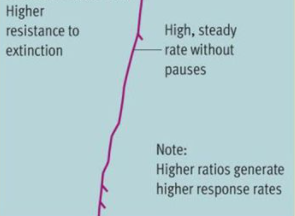 Higher
resistance to
extinction
High, steady
rate without
pauses
Note:
Higher ratios generate
higher response rates